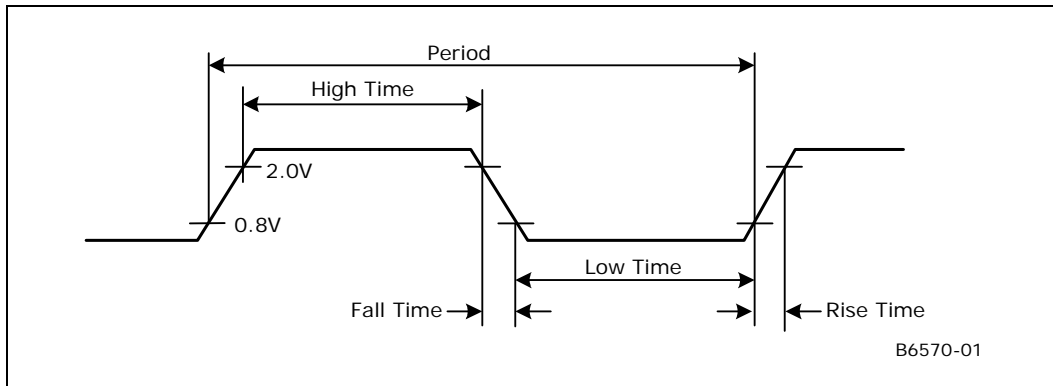 Period
High Time
2.0V
0.8V
Low Time
Fall Time
Rise Time
B6570-01